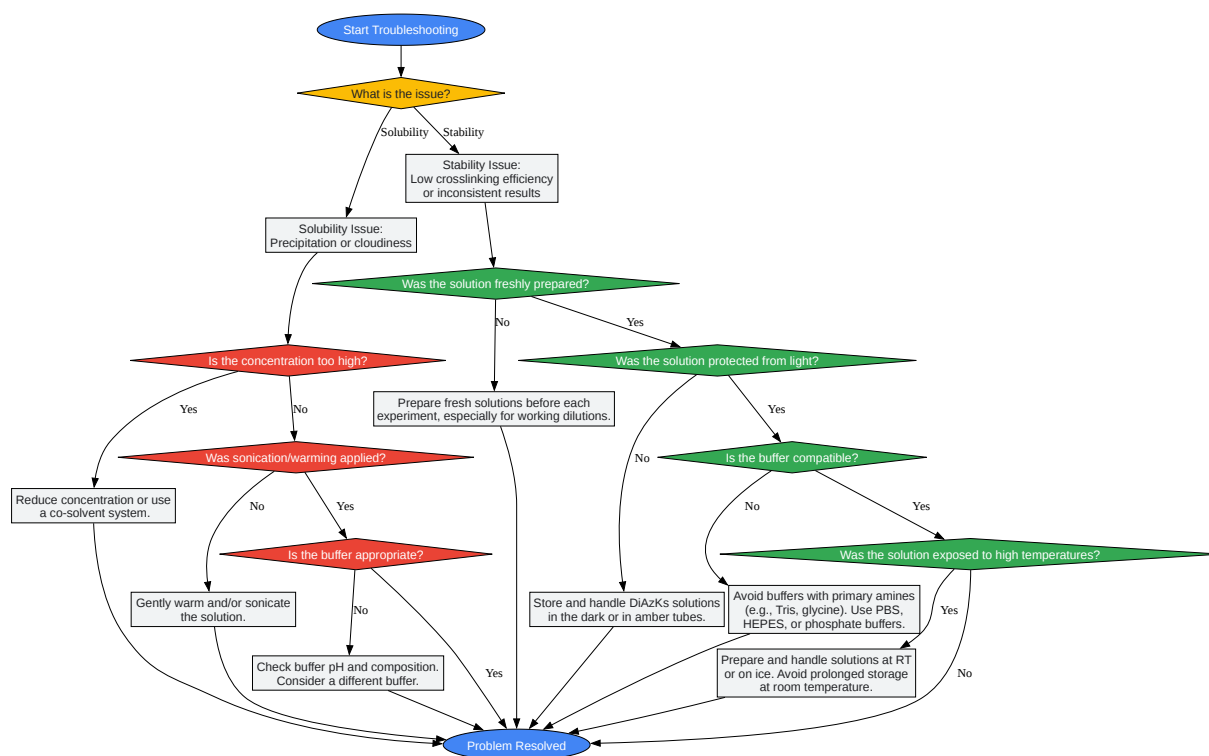 Start Troubleshooting
What is the issue?
Solubility
Stability
Stability Issue:
Low crosslinking efficiency
or inconsistent results
Solubility Issue:
Precipitation or cloudiness
Was the solution freshly prepared?
No
Yes
Is the concentration too high?
Was the solution protected from light?
Yes
No
Prepare fresh solutions before each
experiment, especially for working dilutions.
Yes
No
Was sonication/warming applied?
Is the buffer compatible?
Reduce concentration or use
a co-solvent system.
No
Yes
No
Yes
Is the buffer appropriate?
Was the solution exposed to high temperatures?
Gently warm and/or sonicate
the solution.
No
Store and handle DiAzKs solutions
in the dark or in amber tubes.
Avoid buffers with primary amines
(e.g., Tris, glycine). Use PBS,
HEPES, or phosphate buffers.
Yes
Check buffer pH and composition.
Consider a different buffer.
Yes
Prepare and handle solutions at RT
or on ice. Avoid prolonged storage
at room temperature.
No
Problem Resolved